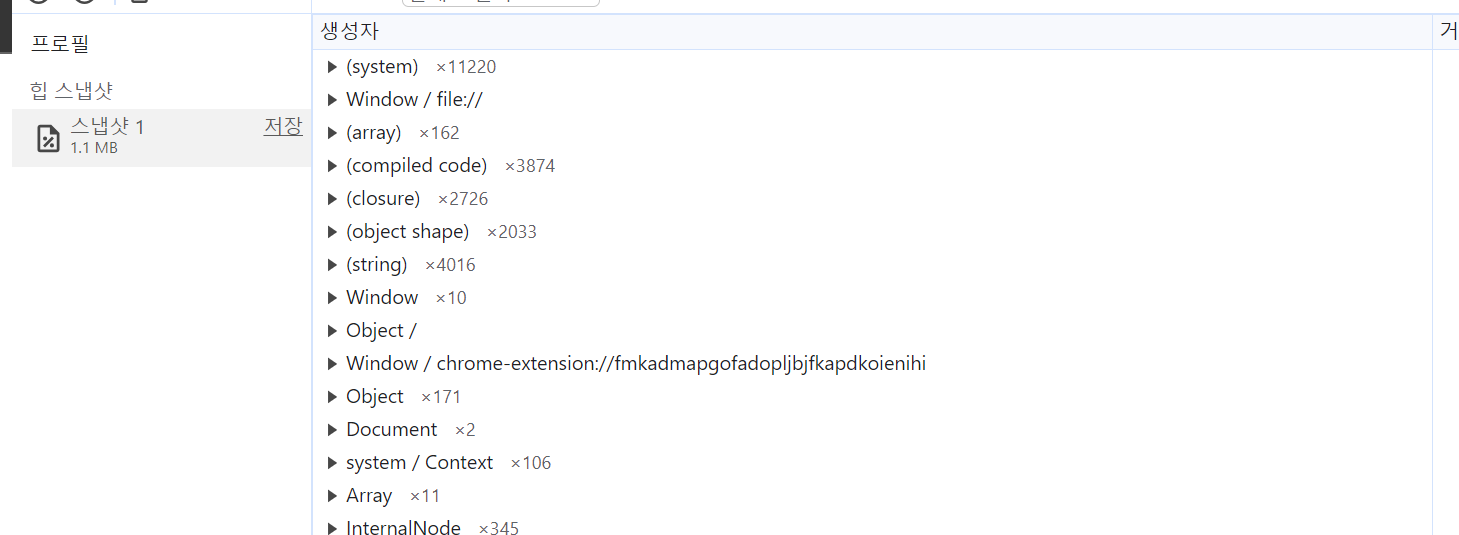 프로필
힙 스냅샷
스냅샷 1 저장
1.1 MB
생성자
(system) ×11220
Window / file://
(array) ×162
(compiled code) ×3874
(closure) ×2726
(object shape) ×2033
(string) ×4016
Window ×10
Object /
Window / chrome-extension://fmkadmapgofadopljbjfkapdkoienihi
Object ×171
Document ×2
system / Context ×106
Array ×11
InternalNode ×345
거